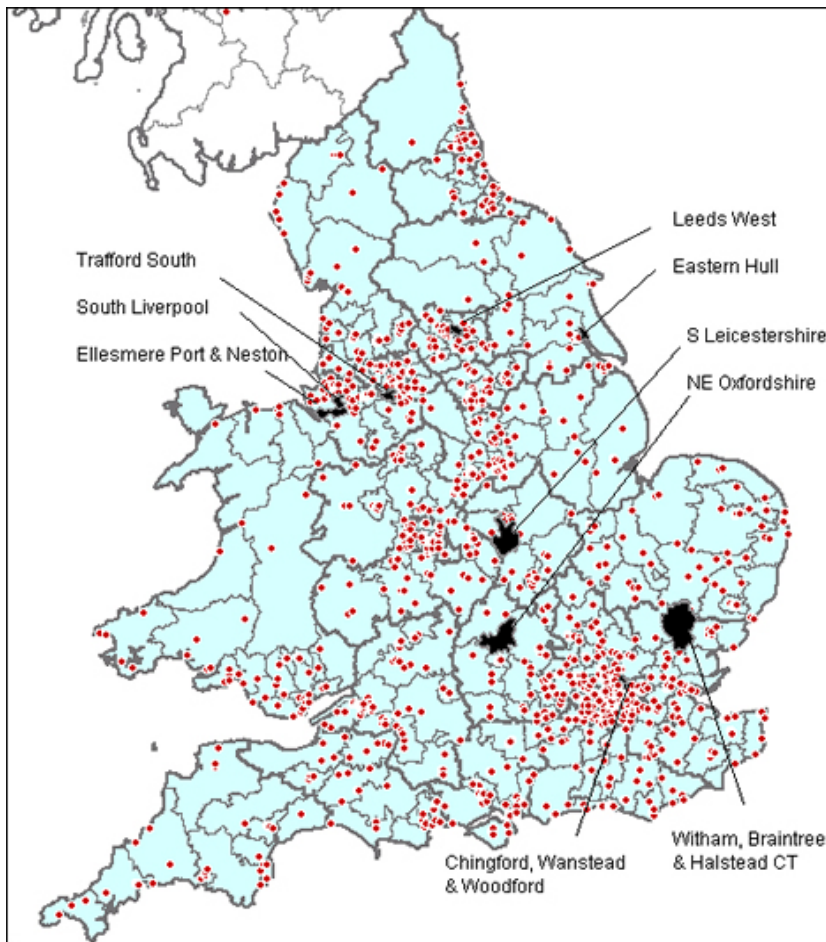 Leeds West
Trafford South
Eastern Hull
South Liverpool
S Leicestershire
Ellesmere Port & Neston
NE Oxfordshire
Chingford, Wanstead
& Woodford
Witham, Braintree
& Halstead CT